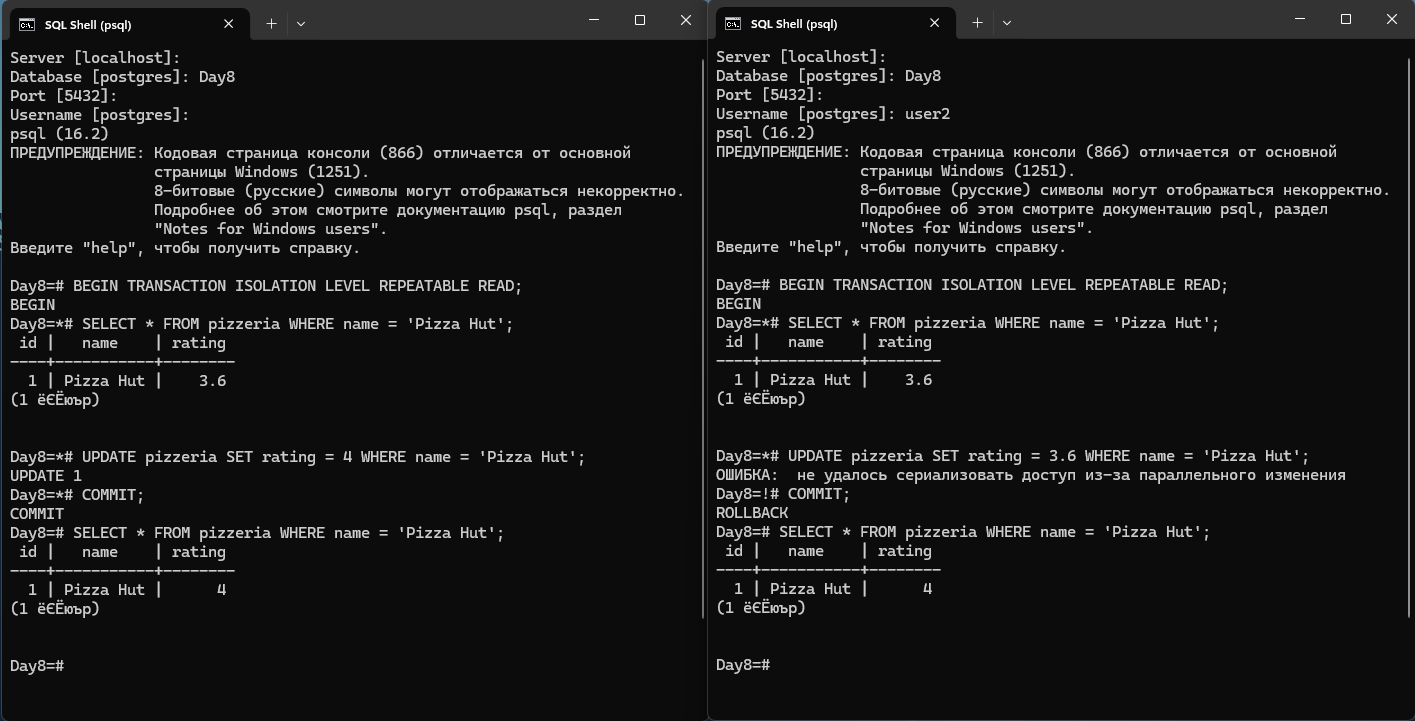 SQL Shell (psql)
Server [localhost]:
Database [postgres]: Day8
Port [5432]:
Username [postgres]:
psql (16.2)
ПРЕДУПРЕЖДЕНИЕ: Кодовая страница консоли (866) отличается от основной
                страницы Windows (1251).
                8-битовые (русские) символы могут отображаться некорректно.
                Подробнее об этом смотрите документацию psql, раздел
                "Notes for Windows users".
Введите "help", чтобы получить справку.
Day8=# BEGIN TRANSACTION ISOLATION LEVEL REPEATABLE READ;
BEGIN
Day8=*# SELECT * FROM pizzeria WHERE name = 'Pizza Hut';
 id |   name    | rating
----+-----------+--------
  1 | Pizza Hut |    3.6
(1 ё€Ёюър)
Day8=*# UPDATE pizzeria SET rating = 4 WHERE name = 'Pizza Hut';
UPDATE 1
Day8=*# COMMIT;
COMMIT
Day8=# SELECT * FROM pizzeria WHERE name = 'Pizza Hut';
 id |   name    | rating
----+-----------+--------
  1 | Pizza Hut |      4
(1 ё€Ёюър)
Day8=#
SQL Shell (psql)
Server [localhost]:
Database [postgres]: Day8
Port [5432]:
Username [postgres]: user2
psql (16.2)
ПРЕДУПРЕЖДЕНИЕ: Кодовая страница консоли (866) отличается от основной
                страницы Windows (1251).
                8-битовые (русские) символы могут отображаться некорректно.
                Подробнее об этом смотрите документацию psql, раздел
                "Notes for Windows users".
Введите "help", чтобы получить справку.
Day8=# BEGIN TRANSACTION ISOLATION LEVEL REPEATABLE READ;
BEGIN
Day8=*# SELECT * FROM pizzeria WHERE name = 'Pizza Hut';
 id |   name    | rating
----+-----------+--------
  1 | Pizza Hut |    3.6
(1 ё€Ёюър)
Day8=*# UPDATE pizzeria SET rating = 3.6 WHERE name = 'Pizza Hut';
ОШИБКА:  не удалось сериализовать доступ из-за параллельного изменения
Day8=!# COMMIT;
ROLLBACK
Day8=# SELECT * FROM pizzeria WHERE name = 'Pizza Hut';
 id |   name    | rating
----+-----------+--------
  1 | Pizza Hut |      4
(1 ё€Ёюър)
Day8=#